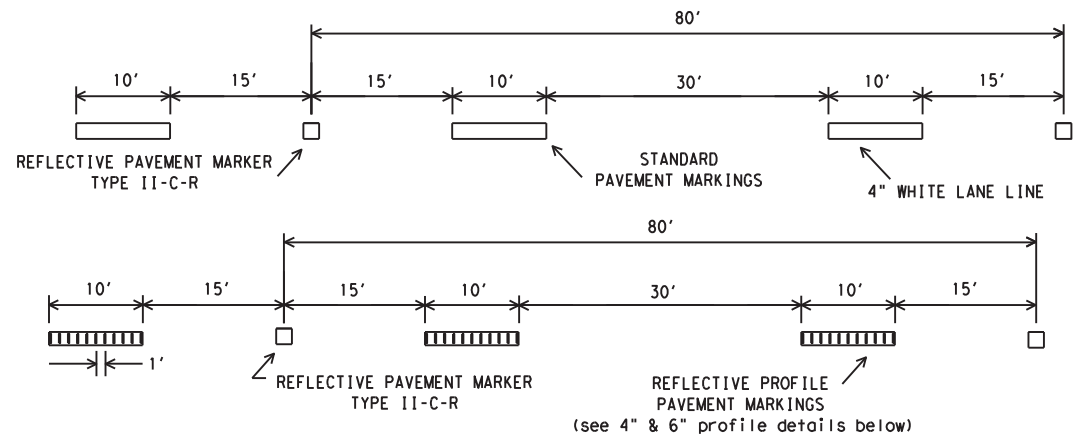 80'
10' 15' 15' 10' 30' 10' 15'
REFLECTIVE PAVEMENT MARKER
TYPE II-C-R
STANDARD
PAVEMENT MARKINGS
4" WHITE LANE LINE
80'
10' 15' 15' 10' 30' 10' 15'
1'
REFLECTIVE PAVEMENT MARKER
TYPE II-C-R
REFLECTIVE PROFILE
PAVEMENT MARKINGS
(see 4" & 6" profile details below)